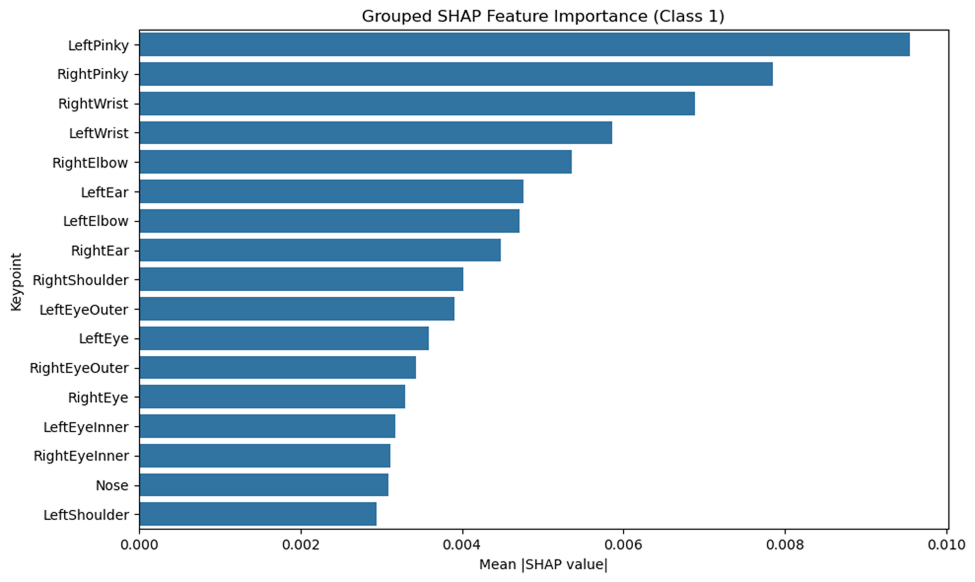 Grouped SHAP Feature Importance (Class 1)
LeftPinky
RightPinky
RightWrist
LeftWrist
RightElbow
LeftEar
LeftElbow
RightEar
RightShoulder
LeftEyeOuter
LeftEye
RightEyeOuter
RightEye
LeftEyeInner
RightEyeInner
Nose
LeftShoulder
Keypoint
0.000 0.002 0.004 0.006 0.008 0.010
Mean |SHAP value|